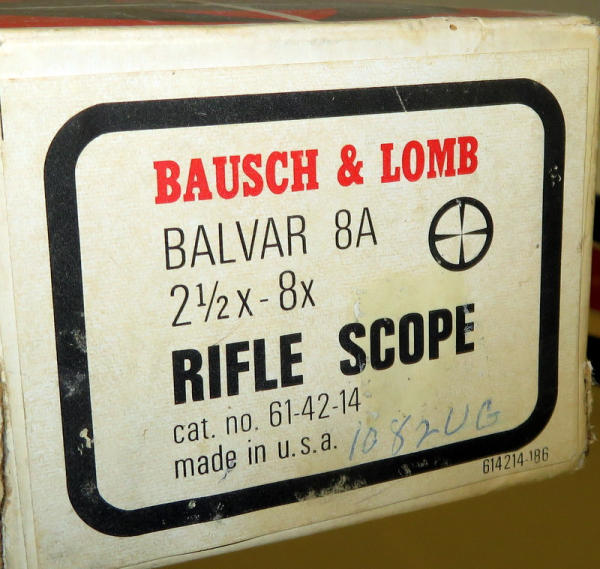 BAUSCH & LOMB
BALVAR 8A
2½x-8x
RIFLE SCOPE
cat. no. 61-42-14
made in u.s.a. 1082UG
614214-186